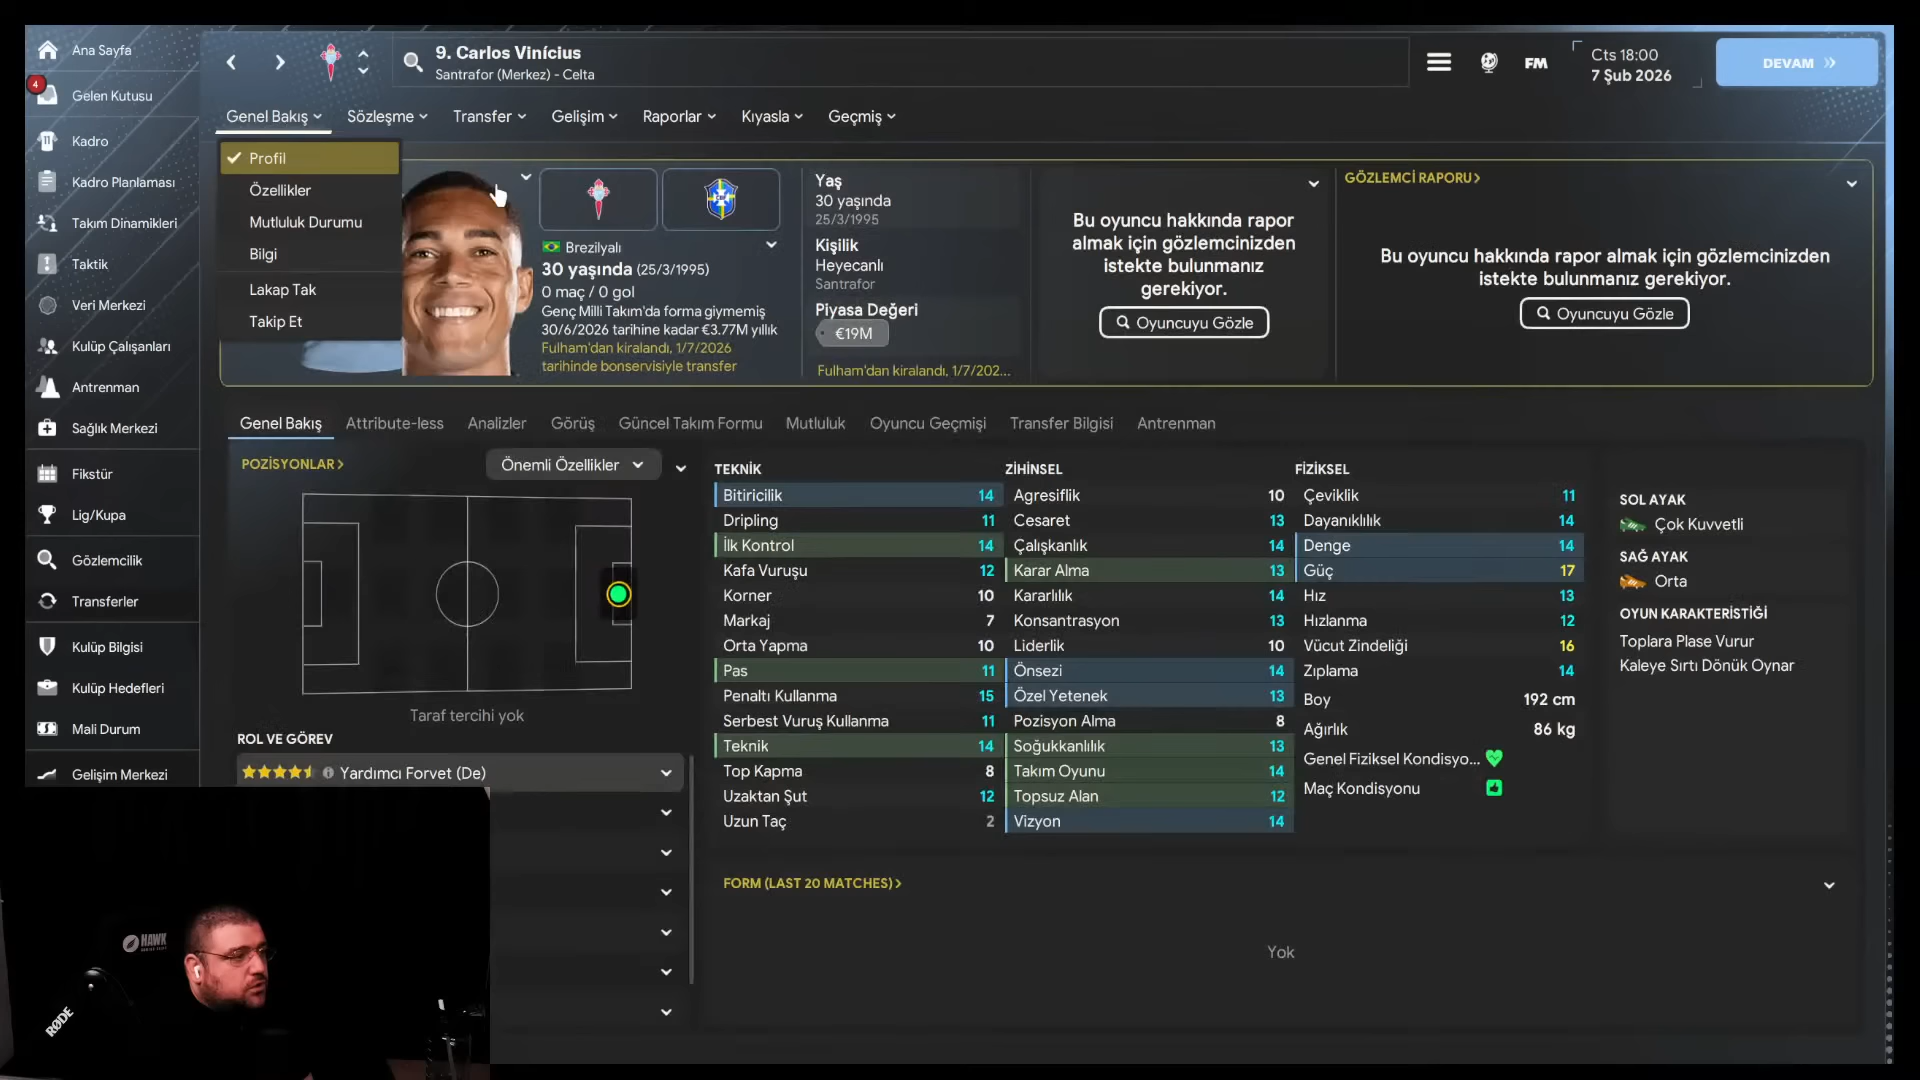 Ana Sayfa
4
Gelen Kutusu
Kadro
Kadro Planlaması
Takım Dinamikleri
Taktik
Veri Merkezi
Kulüp Çalışanları
Antrenman
Sağlık Merkezi
Fikstür
Lig/Kupa
Gözlemcilik
Transferler
Kulüp Bilgisi
Kulüp Hedefleri
Mali Durum
Gelişim Merkezi
9. Carlos Vinícius
Santrafor (Merkez) - Celta
FM
Cts 18:00
7 Şub 2026
DEVAM
Genel Bakış
Sözleşme
Transfer
Gelişim
Raporlar
Kıyasla
Geçmiş
Profil
Özellikler
Mutluluk Durumu
Bilgi
Lakap Tak
Takip Et
Brezilyalı
30 yaşında (25/3/1995)
0 maç / 0 gol
Genç Milli Takım'da forma giymemiş
30/6/2026 tarihine kadar €3.77M yıllık
Fulham'dan kiralandı, 1/7/2026
tarihinde bonservisiyle transfer
Yaş
30 yaşında
25/3/1995
Kişilik
Heyecanlı
Santrafor
Piyasa Değeri
€19M
Fulham'dan kiralandı, 1/7/202...
Bu oyuncu hakkında rapor
almak için gözlemcinizden
istekte bulunmanız
gerekiyor.
Oyuncuyu Gözle
GÖZLEMCİ RAPORU
Bu oyuncu hakkında rapor almak için gözlemcinizden
istekte bulunmanız gerekiyor.
Oyuncuyu Gözle
Genel Bakış
Attribute-less
Analizler
Görüş
Güncel Takım Formu
Mutluluk
Oyuncu Geçmişi
Transfer Bilgisi
Antrenman
POZİSYONLAR
Önemli Özellikler
Taraf tercihi yok
ROL VE GÖREV
Yardımcı Forvet (De)
TEKNİK
Bitiricilik 14
Dripling 11
İlk Kontrol 14
Kafa Vuruşu 12
Korner 10
Markaj 7
Orta Yapma 10
Pas 11
Penaltı Kullanma 15
Serbest Vuruş Kullanma 11
Teknik 14
Top Kapma 8
Uzaktan Şut 12
Uzun Taç 2
ZİHİNSEL
Agresiflik 10
Cesaret 13
Çalışkanlık 14
Karar Alma 13
Kararlılık 14
Konsantrasyon 13
Liderlik 10
Önsezi 14
Özel Yetenek 13
Pozisyon Alma 8
Soğukkanlılık 13
Takım Oyunu 14
Topsuz Alan 12
Vizyon 14
FİZİKSEL
Çeviklik 11
Dayanıklılık 14
Denge 14
Güç 17
Hız 13
Hızlanma 12
Vücut Zindeliği 16
Zıplama 14
Boy 192 cm
Ağırlık 86 kg
Genel Fiziksel Kondisyo...
Maç Kondisyonu
SOL AYAK
Çok Kuvvetli
SAĞ AYAK
Orta
OYUN KARAKTERİSTİĞİ
Toplara Plase Vurur
Kaleye Sırtı Dönük Oynar
FORM (LAST 20 MATCHES)
Yok
HAWK
RØDE